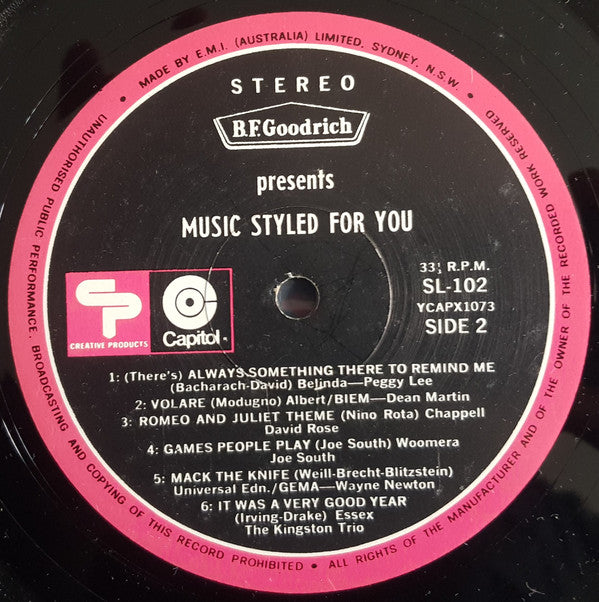 • MADE BY E.M.I. (AUSTRALIA) LIMITED, SYDNEY, N.S.W. •
STEREO
B.F.Goodrich
presents
MUSIC STYLED FOR YOU
33⅓ R.P.M.
SL-102
YCAPX1073
SIDE 2
CP
CREATIVE PRODUCTS
C
Capitol
1: (There's) ALWAYS SOMETHING THERE TO REMIND ME
(Bacharach-David) Belinda—Peggy Lee
2: VOLARE (Modugno) Albert/BIEM—Dean Martin
3: ROMEO AND JULIET THEME (Nino Rota) Chappell
David Rose
4: GAMES PEOPLE PLAY (Joe South) Woomera
Joe South
5: MACK THE KNIFE (Weill-Brecht-Blitzstein)
Universal Edn./GEMA—Wayne Newton
6: IT WAS A VERY GOOD YEAR
(Irving-Drake) Essex
The Kingston Trio
UNAUTHORISED PUBLIC PERFORMANCE, BROADCASTING AND COPYING OF THIS RECORD PROHIBITED • ALL RIGHTS OF THE MANUFACTURER AND OF THE OWNER OF THE RECORDED WORK RESERVED